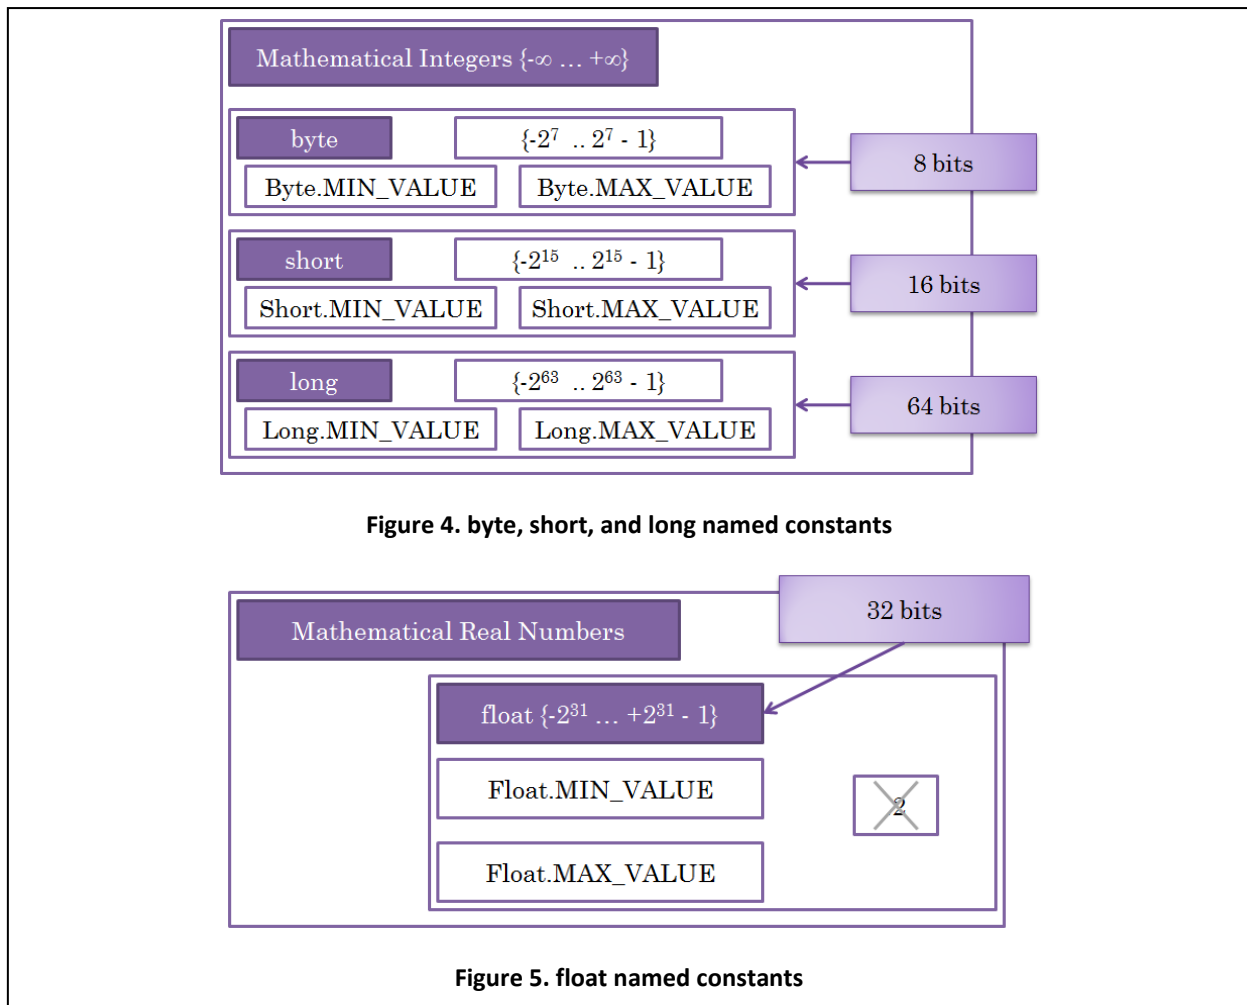 Mathematical Integers {-∞ … +∞}
byte
{-2⁷ .. 2⁷ - 1}
8 bits
Byte.MIN_VALUE
Byte.MAX_VALUE
short
{-2¹⁵ .. 2¹⁵ - 1}
16 bits
Short.MIN_VALUE
Short.MAX_VALUE
long
{-2⁶³ .. 2⁶³ - 1}
64 bits
Long.MIN_VALUE
Long.MAX_VALUE
Figure 4. byte, short, and long named constants
32 bits
Mathematical Real Numbers
float {-2³¹ … +2³¹ - 1}
Float.MIN_VALUE
2
Float.MAX_VALUE
Figure 5. float named constants